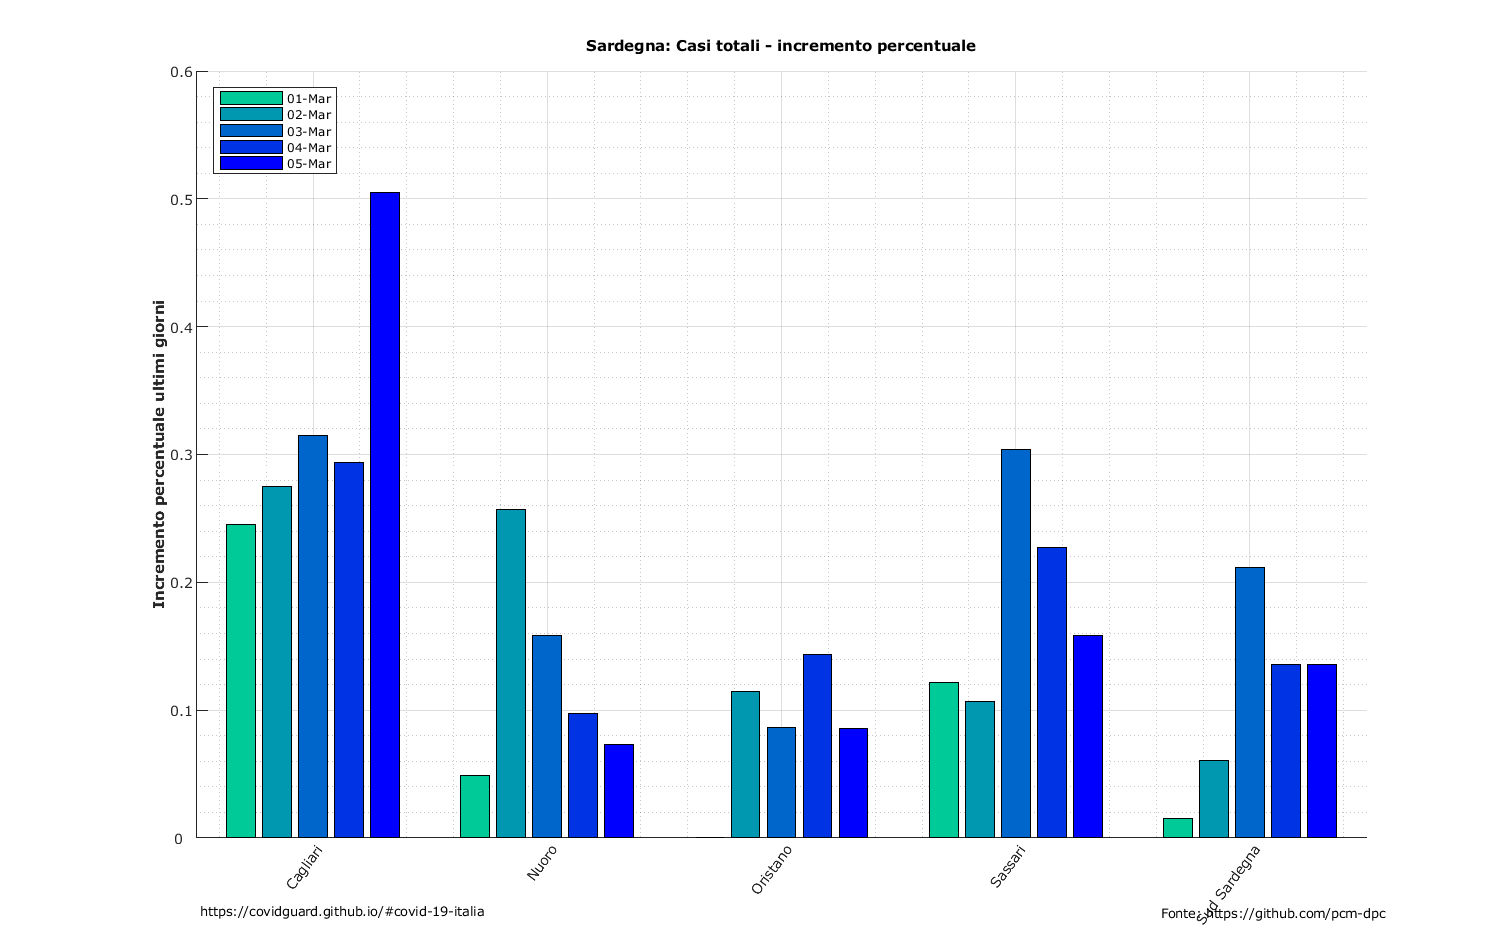 Sardegna: Casi totali - incremento percentuale
0.6
0.5
0.4
0.3
0.2
0.1
0
Incremento percentuale ultimi giorni
01-Mar
02-Mar
03-Mar
04-Mar
05-Mar
Cagliari
Nuoro
Oristano
Sassari
Sud Sardegna
https://covidguard.github.io/#covid-19-italia
Fonte: https://github.com/pcm-dpc